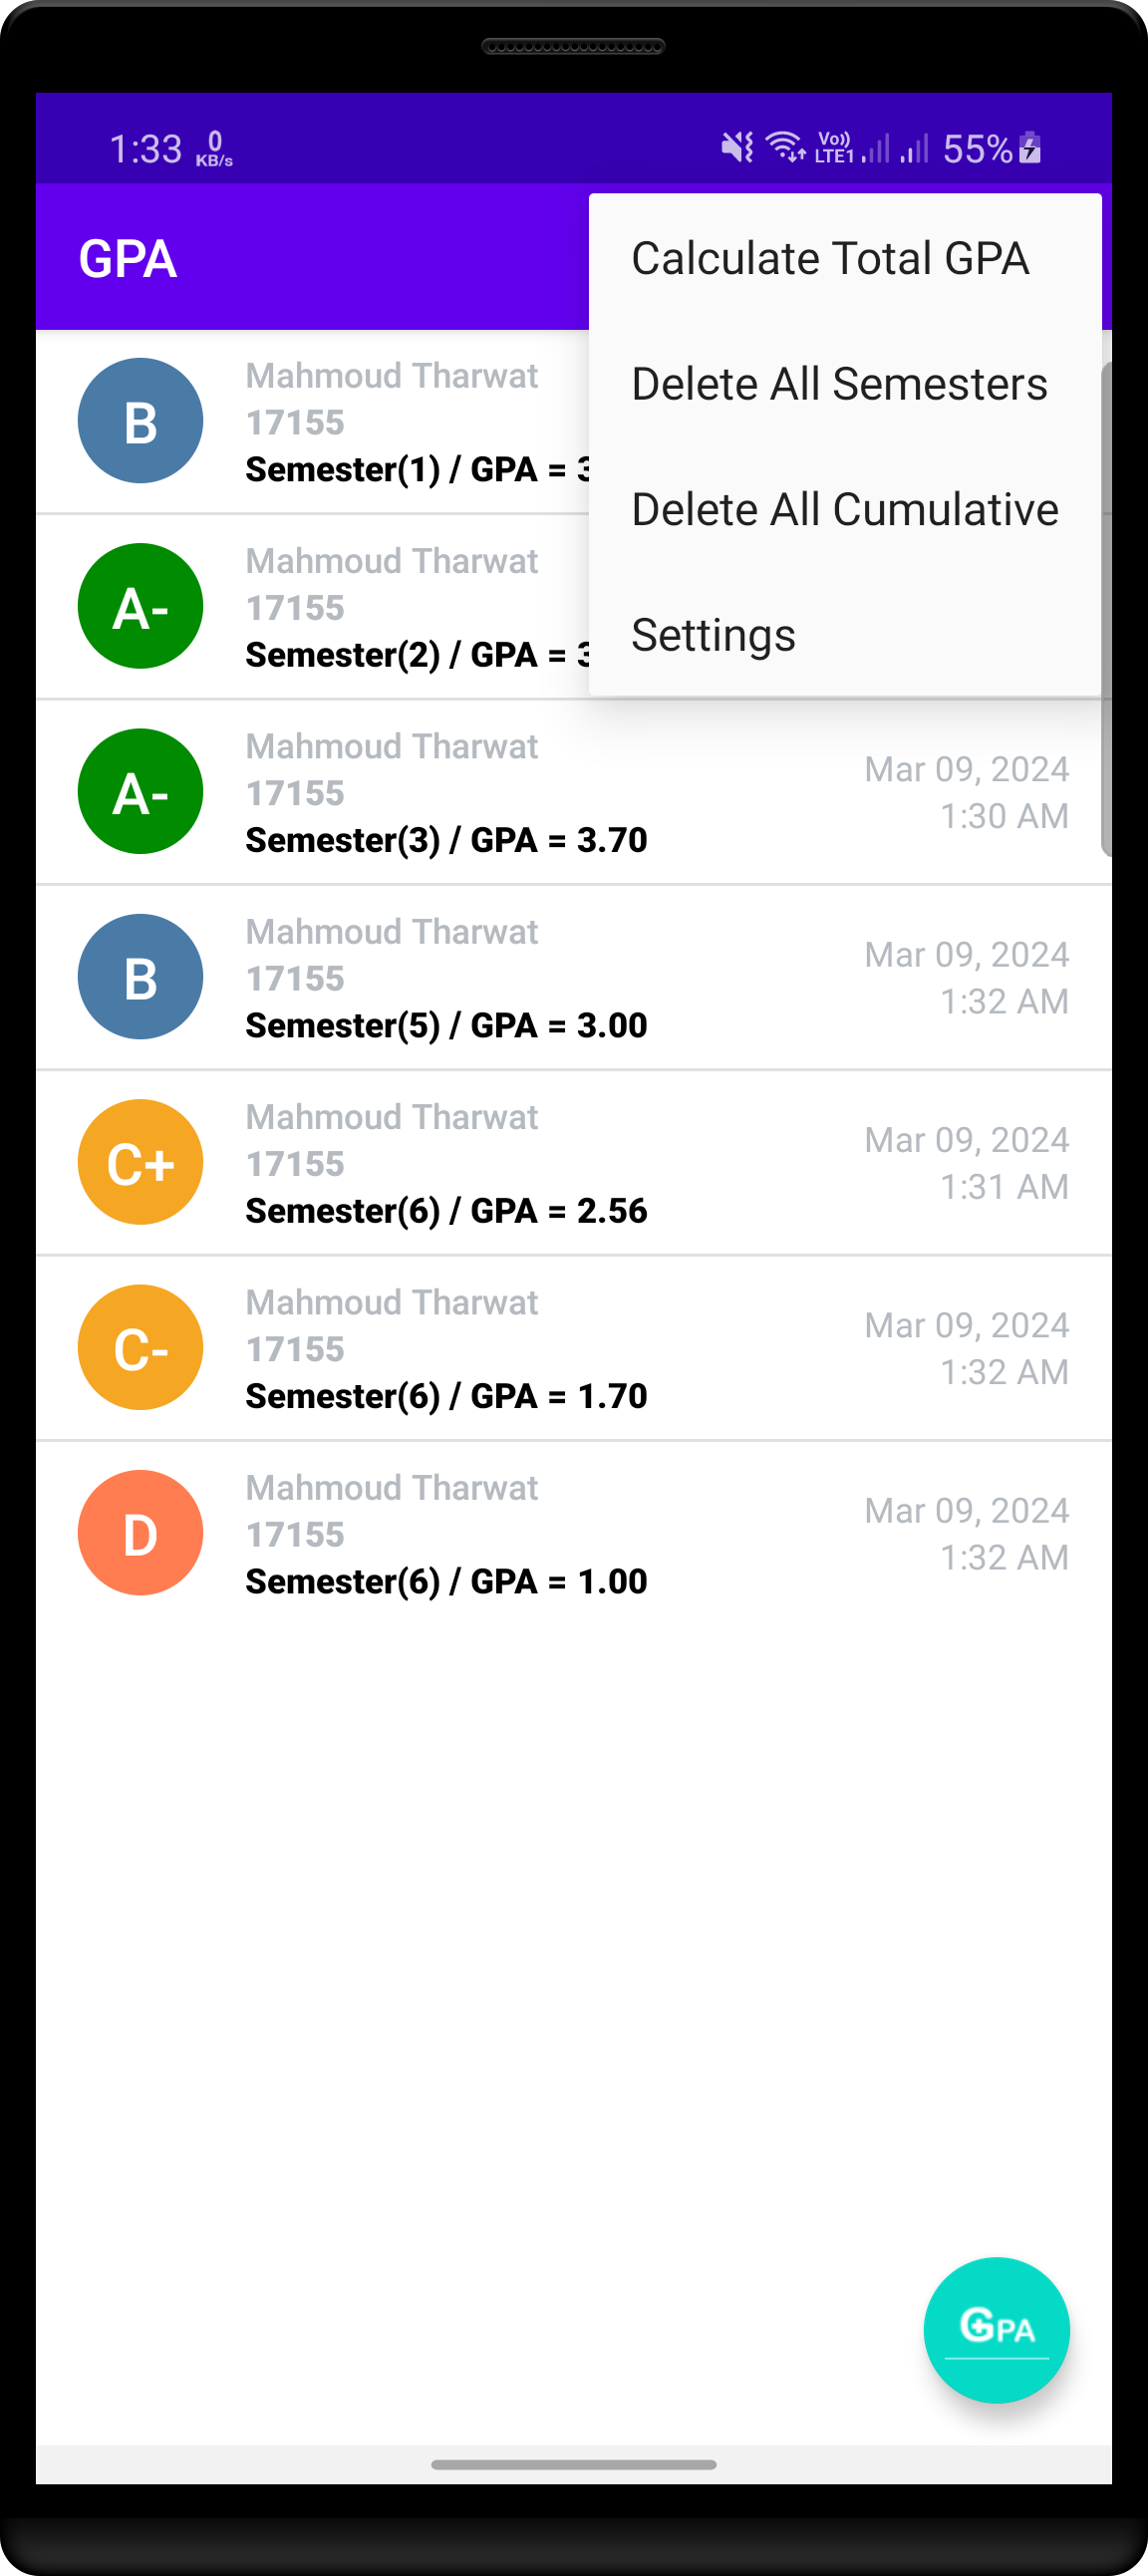 1:33 0 KB/s Vo)) LTE1 55%
GPA
Calculate Total GPA
Delete All Semesters
Delete All Cumulative
Settings
B
Mahmoud Tharwat
17155
Semester(1) / GPA = 3
A-
Mahmoud Tharwat
17155
Semester(2) / GPA = 3
A-
Mahmoud Tharwat
17155
Semester(3) / GPA = 3.70
Mar 09, 2024
1:30 AM
B
Mahmoud Tharwat
17155
Semester(5) / GPA = 3.00
Mar 09, 2024
1:32 AM
C+
Mahmoud Tharwat
17155
Semester(6) / GPA = 2.56
Mar 09, 2024
1:31 AM
C-
Mahmoud Tharwat
17155
Semester(6) / GPA = 1.70
Mar 09, 2024
1:32 AM
D
Mahmoud Tharwat
17155
Semester(6) / GPA = 1.00
Mar 09, 2024
1:32 AM
GPA